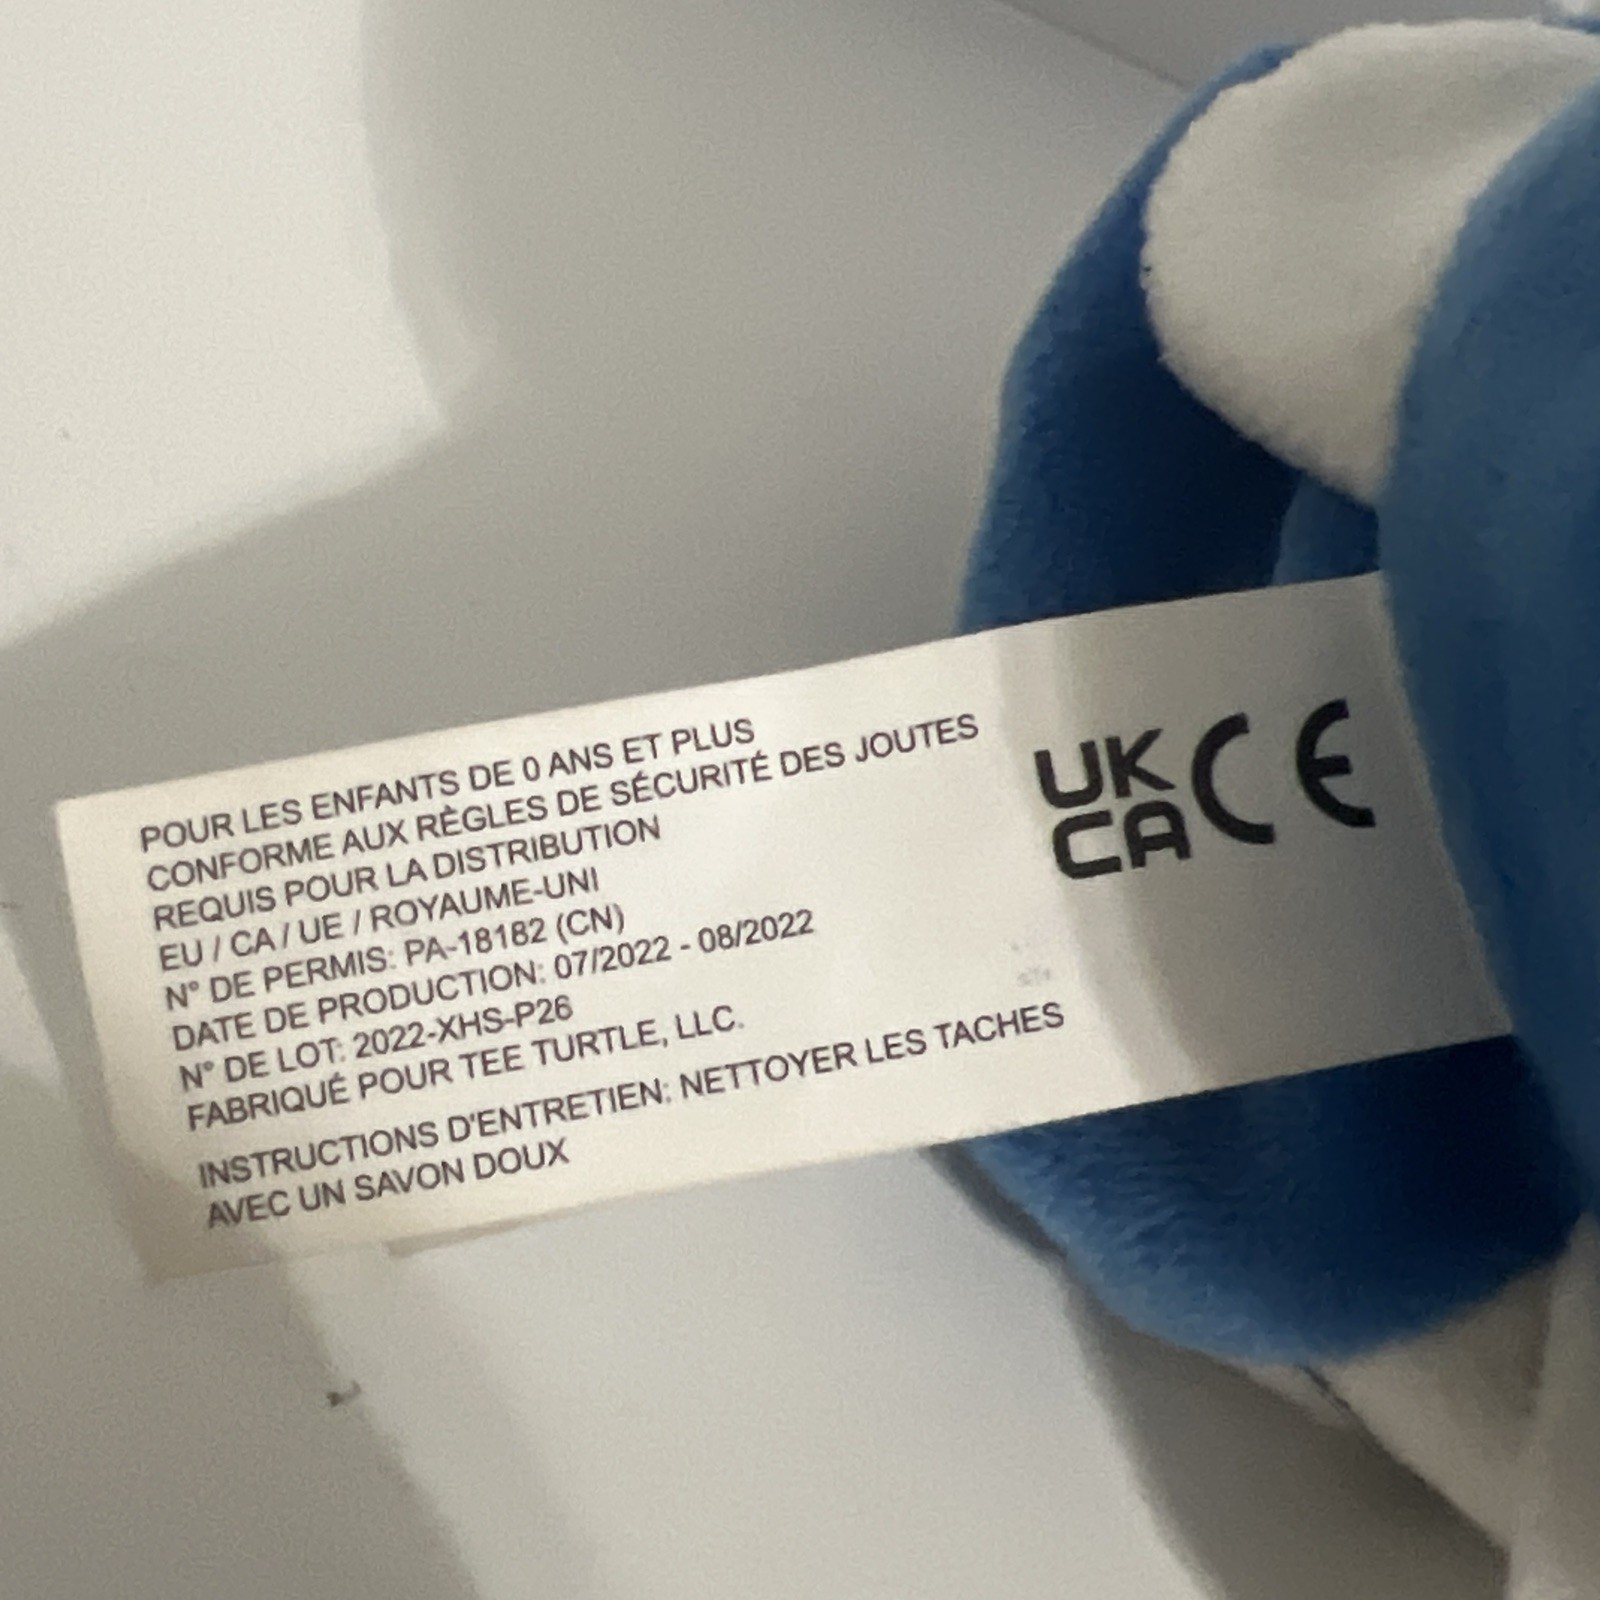 POUR LES ENFANTS DE 0 ANS ET PLUS
CONFORME AUX RÈGLES DE SÉCURITÉ DES JOUTES
REQUIS POUR LA DISTRIBUTION
EU / CA / UE / ROYAUME-UNI
N° DE PERMIS: PA-18182 (CN)
DATE DE PRODUCTION: 07/2022 - 08/2022
N° DE LOT: 2022-XHS-P26
FABRIQUÉ POUR TEE TURTLE, LLC.
INSTRUCTIONS D'ENTRETIEN: NETTOYER LES TACHES
AVEC UN SAVON DOUX
UK
CA
CE